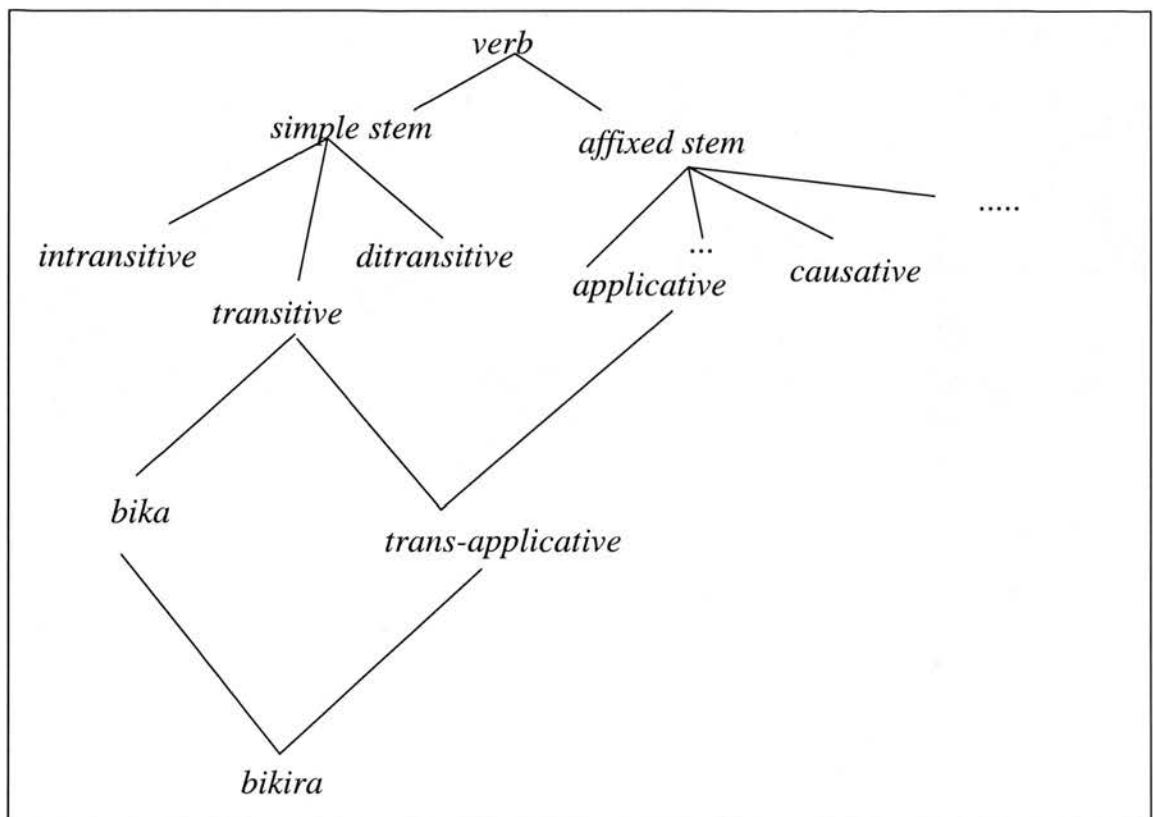 verb
simple stem
affixed stem
.....
intransitive
ditransitive
...
applicative
causative
transitive
bika
trans-applicative
bikira